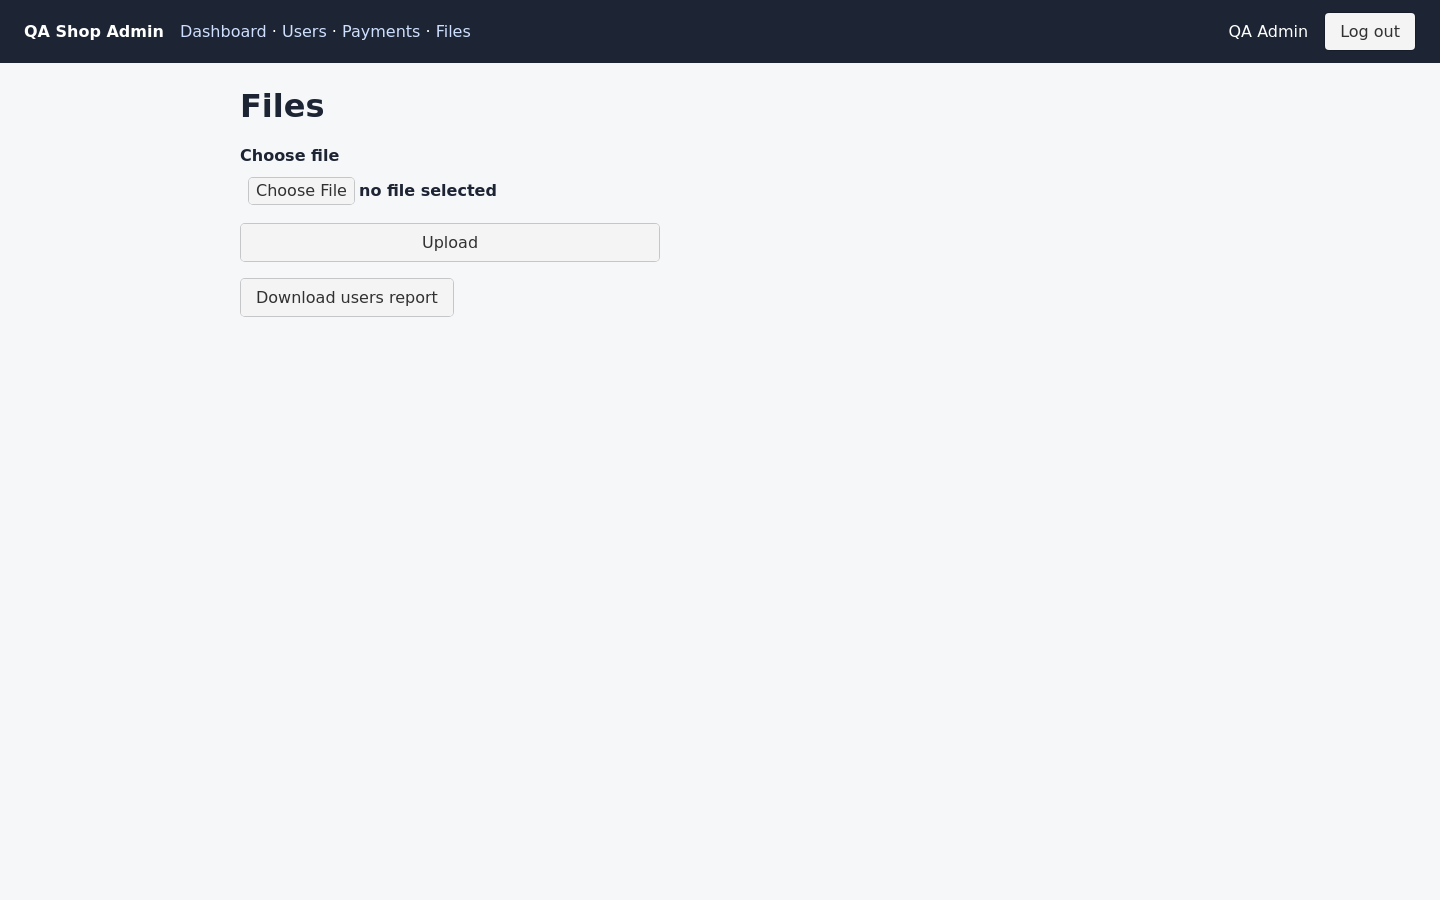 QA Shop Admin Dashboard · Users · Payments · Files QA Admin Log out
Files
Choose file
Choose File no file selected
Upload
Download users report